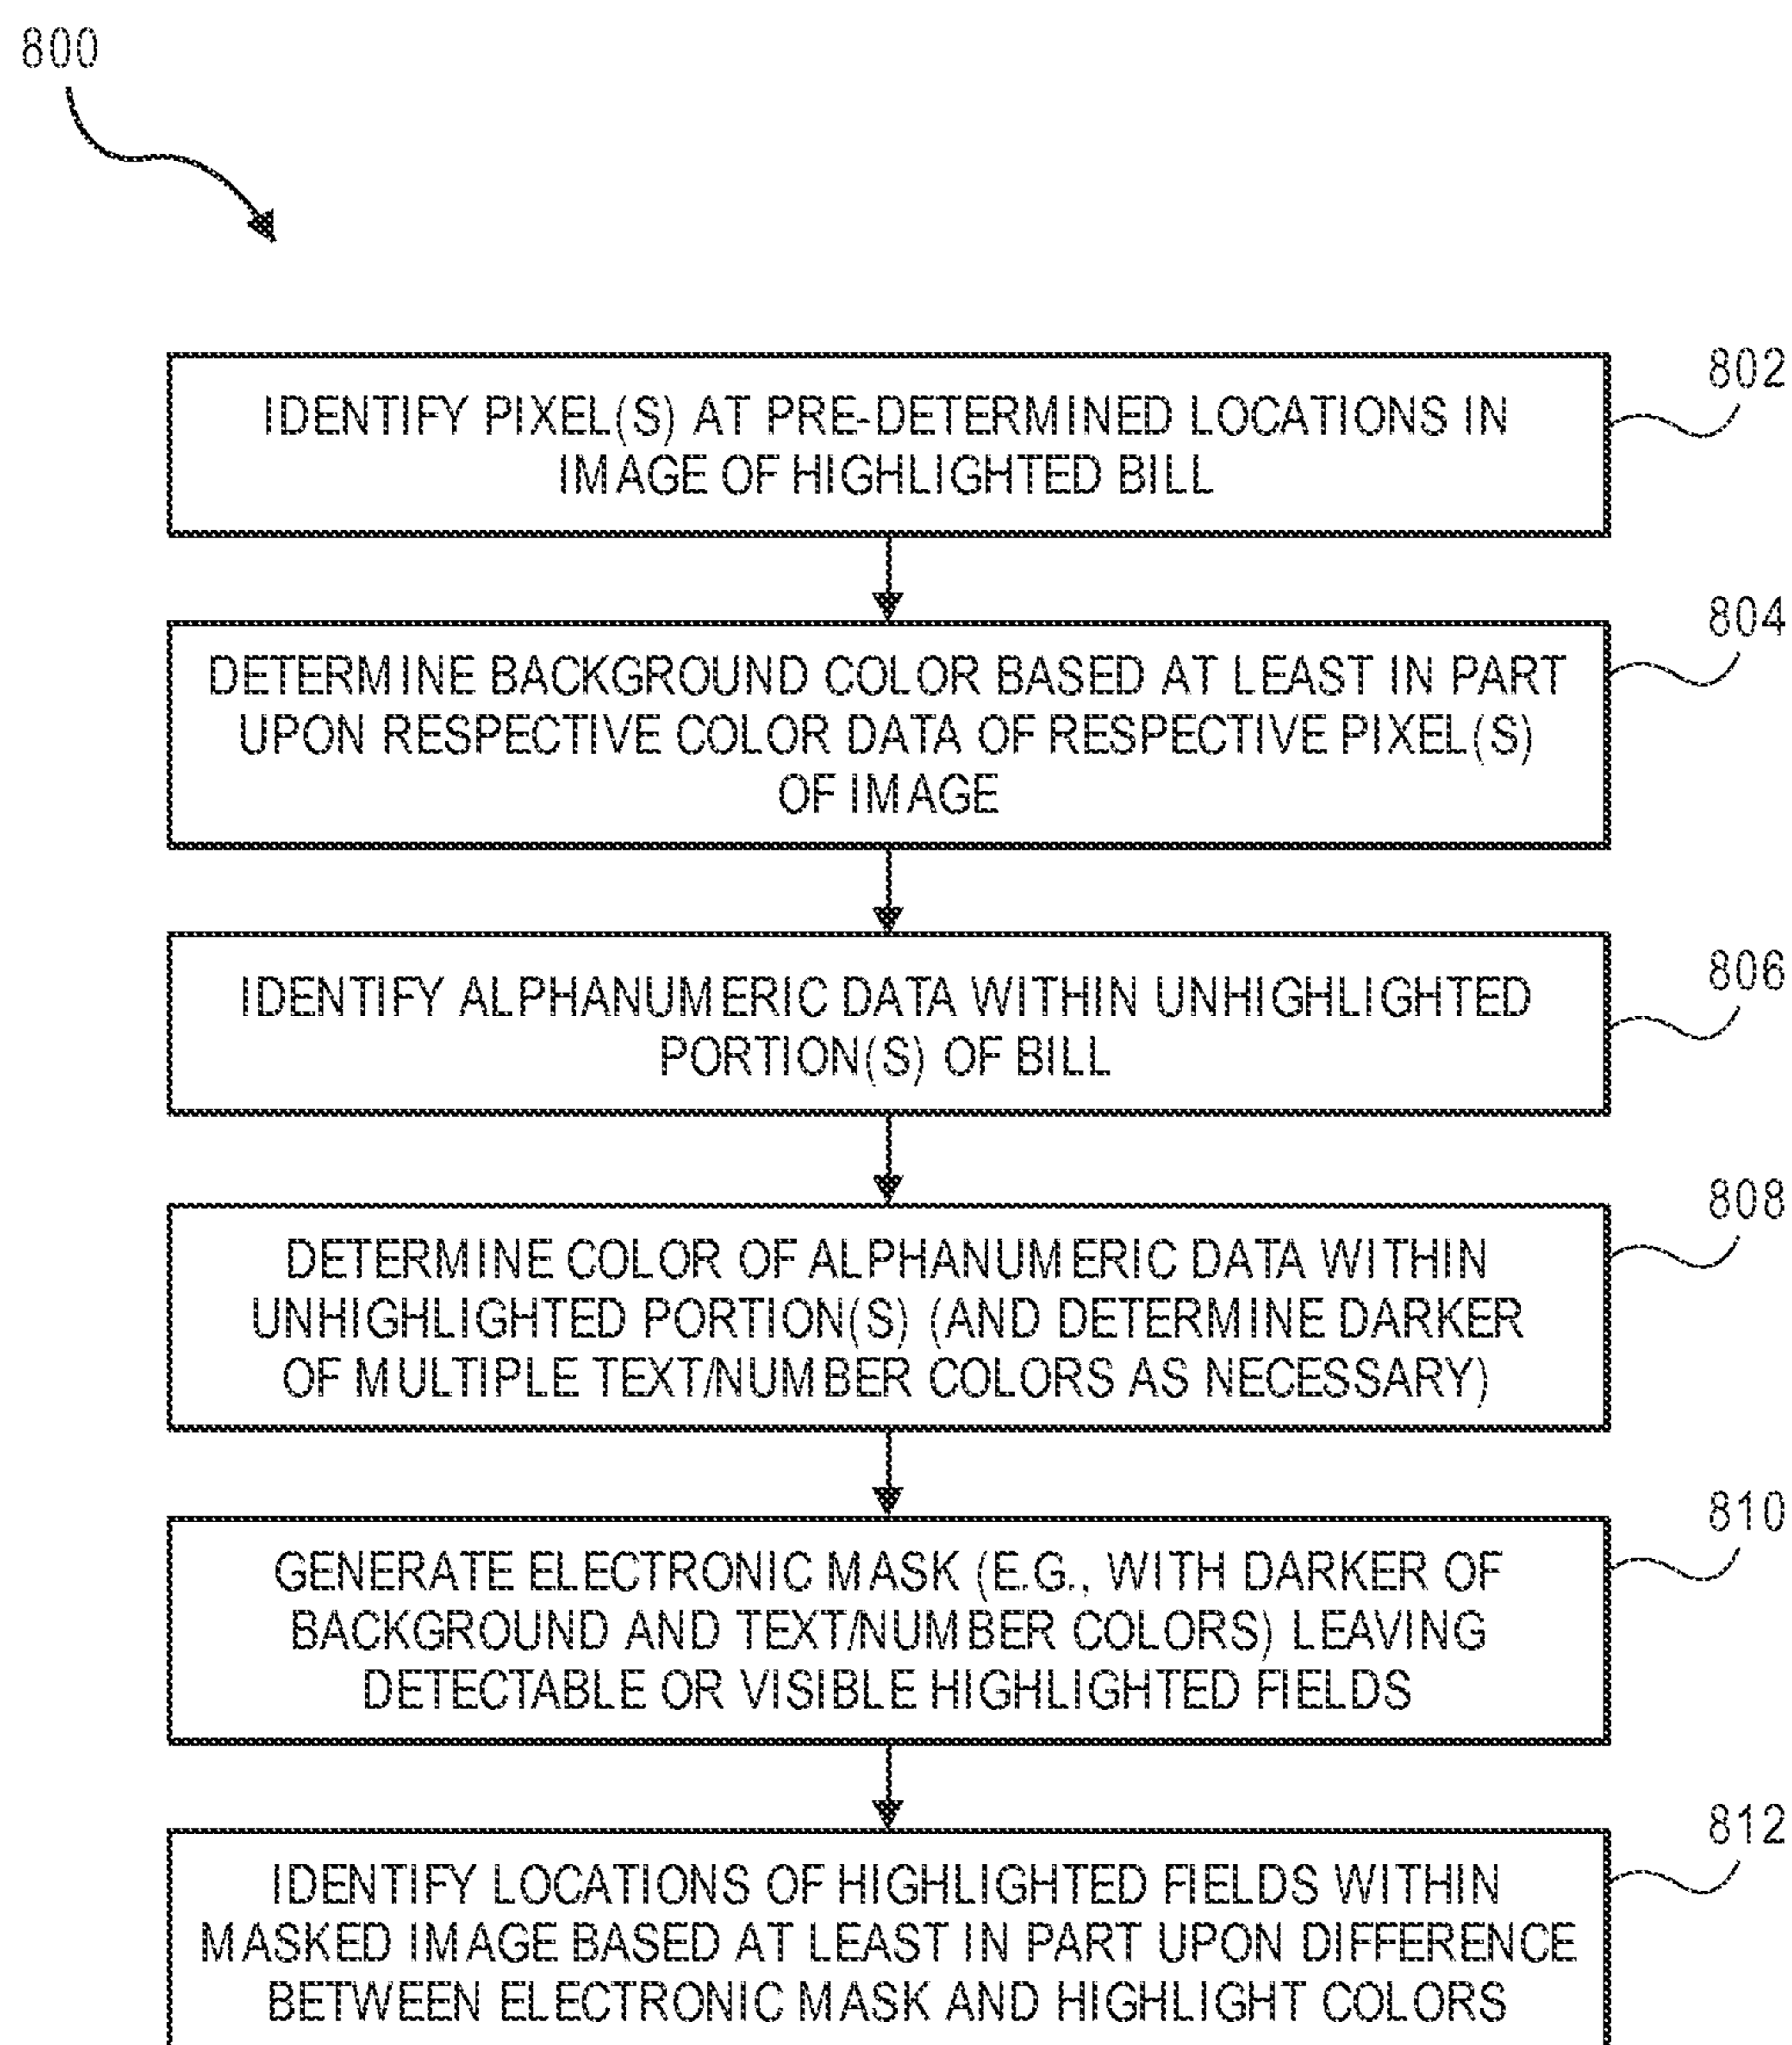 800
802
IDENTIFY PIXEL(S) AT PRE-DETERMINED LOCATIONS IN
IMAGE OF HIGHLIGHTED BILL
804
DETERMINE BACKGROUND COLOR BASED AT LEAST IN PART
UPON RESPECTIVE COLOR DATA OF RESPECTIVE PIXEL(S)
OF IMAGE
806
IDENTIFY ALPHANUMERIC DATA WITHIN UNHIGHLIGHTED
PORTION(S) OF BILL
808
DETERMINE COLOR OF ALPHANUMERIC DATA WITHIN
UNHIGHLIGHTED PORTION(S) (AND DETERMINE DARKER
OF MULTIPLE TEXT/NUMBER COLORS AS NECESSARY)
810
GENERATE ELECTRONIC MASK (E.G., WITH DARKER OF
BACKGROUND AND TEXT/NUMBER COLORS) LEAVING
DETECTABLE OR VISIBLE HIGHLIGHTED FIELDS
812
IDENTIFY LOCATIONS OF HIGHLIGHTED FIELDS WITHIN
MASKED IMAGE BASED AT LEAST IN PART UPON DIFFERENCE
BETWEEN ELECTRONIC MASK AND HIGHLIGHT COLORS